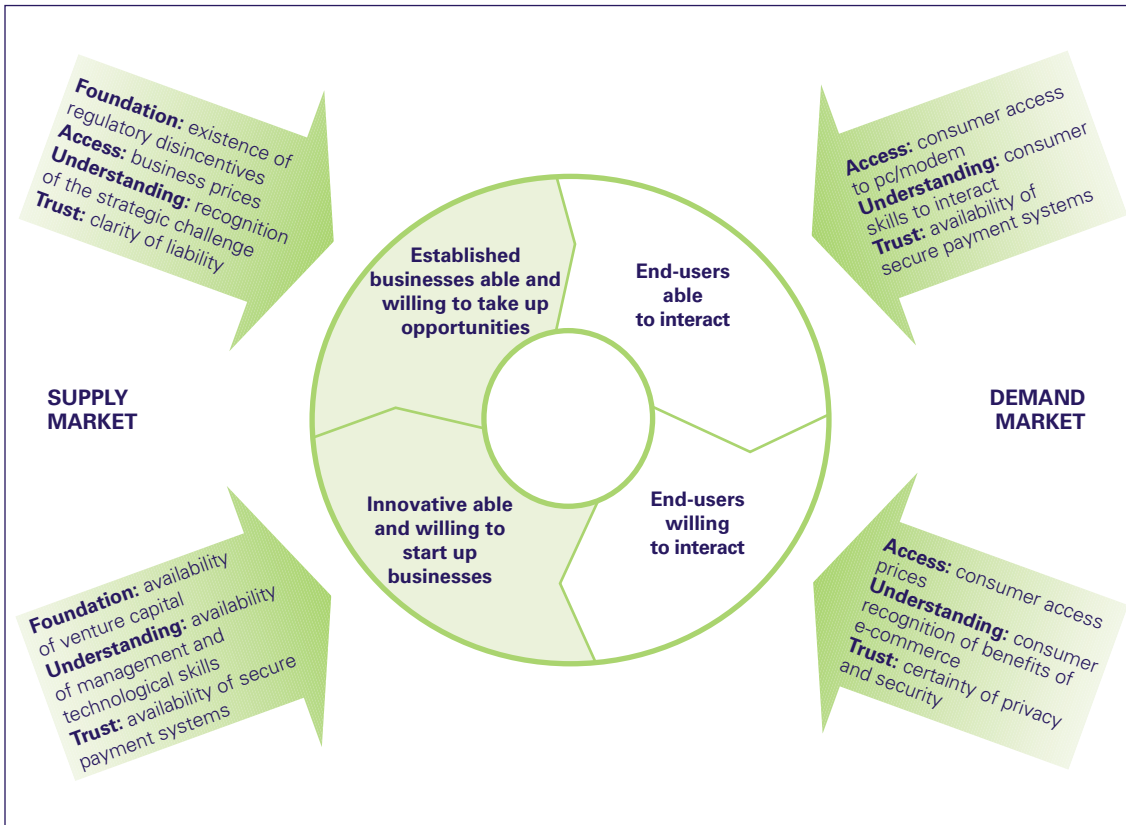 Foundation: existence of
regulatory disincentives
Access: business prices
Understanding: recognition
of the strategic challenge
Trust: clarity of liability
Access: consumer access
to pc/modem
Understanding: consumer
skills to interact
Trust: availability of
secure payment systems
Established
businesses able and
willing to take up
opportunities
End-users
able
to interact
SUPPLY
MARKET
DEMAND
MARKET
Innovative able
and willing to
start up
businesses
End-users
willing
to interact
Foundation: availability
of venture capital
Understanding: availability
of management and
technological skills
Trust: availability of secure
payment systems
Access: consumer access
prices
Understanding: consumer
recognition of benefits of
e-commerce
Trust: certainty of privacy
and security